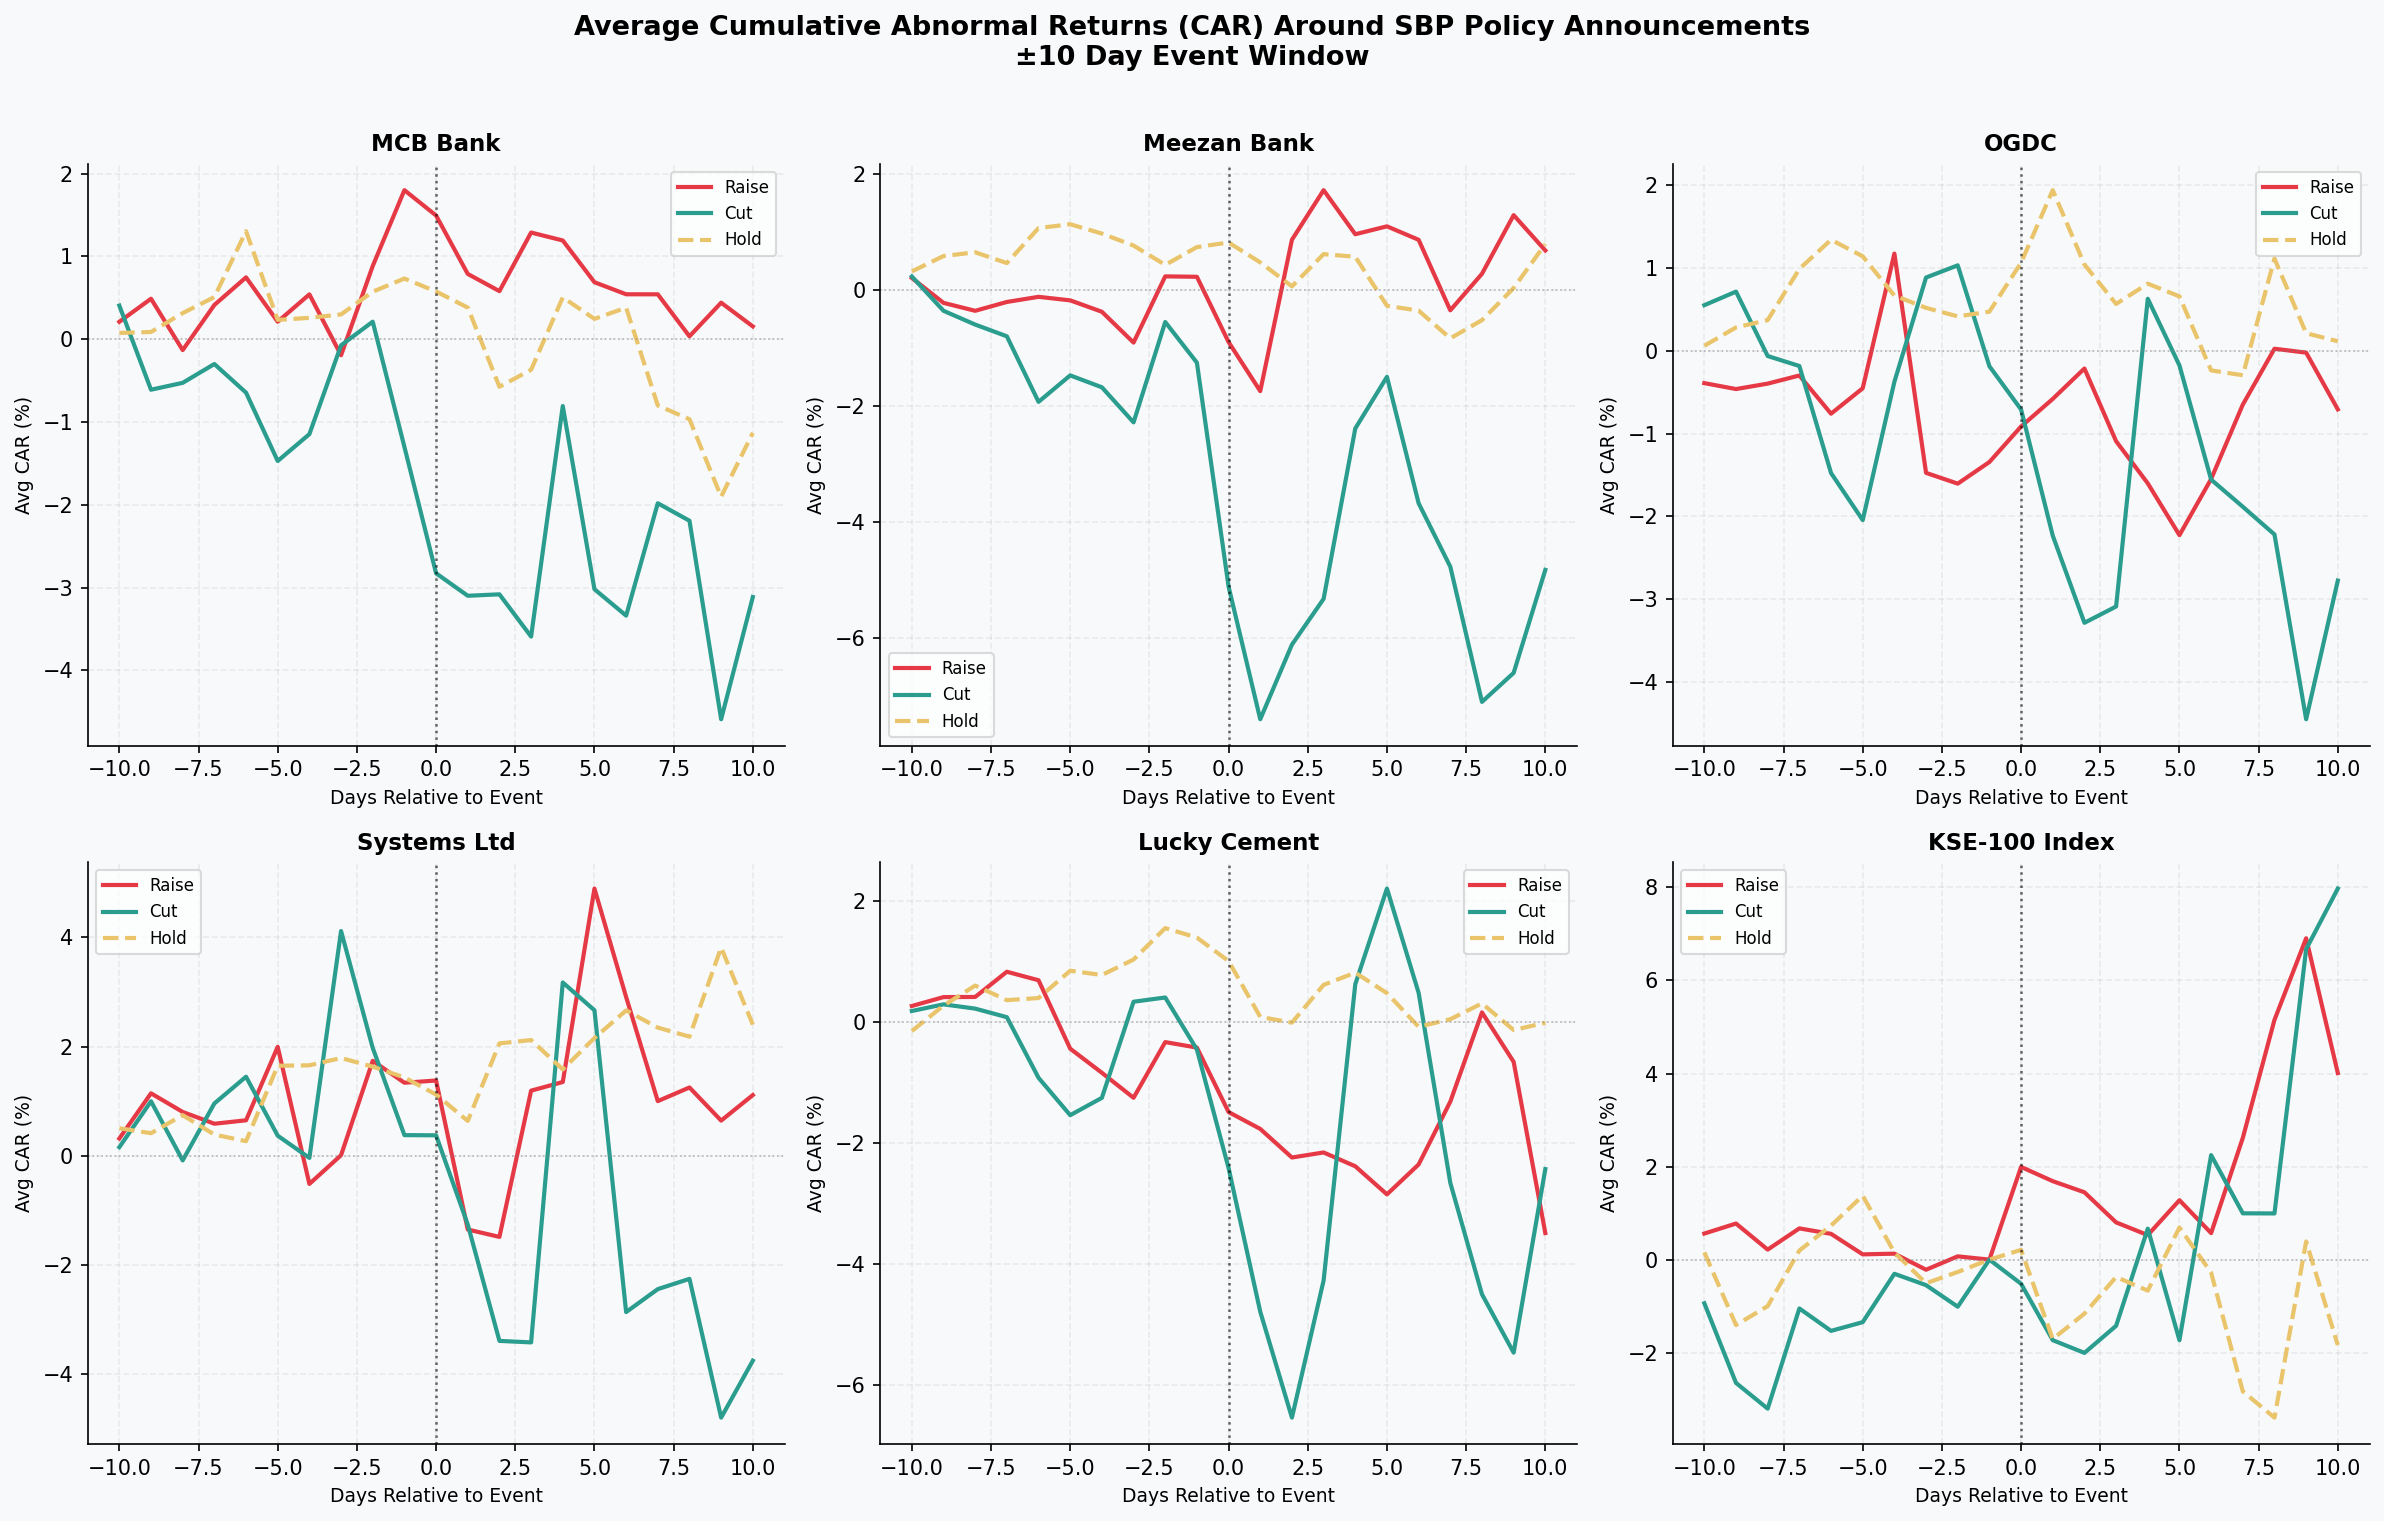 Average Cumulative Abnormal Returns (CAR) Around SBP Policy Announcements
±10 Day Event Window
MCB Bank
2
1
0
−1
−2
−3
−4
Avg CAR (%)
Raise
Cut
Hold
−10.0 −7.5 −5.0 −2.5 0.0 2.5 5.0 7.5 10.0
Days Relative to Event
Meezan Bank
2
0
−2
−4
−6
Avg CAR (%)
Raise
Cut
Hold
−10.0 −7.5 −5.0 −2.5 0.0 2.5 5.0 7.5 10.0
Days Relative to Event
OGDC
2
1
0
−1
−2
−3
−4
Avg CAR (%)
Raise
Cut
Hold
−10.0 −7.5 −5.0 −2.5 0.0 2.5 5.0 7.5 10.0
Days Relative to Event
Systems Ltd
4
2
0
−2
−4
Avg CAR (%)
Raise
Cut
Hold
−10.0 −7.5 −5.0 −2.5 0.0 2.5 5.0 7.5 10.0
Days Relative to Event
Lucky Cement
2
0
−2
−4
−6
Avg CAR (%)
Raise
Cut
Hold
−10.0 −7.5 −5.0 −2.5 0.0 2.5 5.0 7.5 10.0
Days Relative to Event
KSE-100 Index
8
6
4
2
0
−2
Avg CAR (%)
Raise
Cut
Hold
−10.0 −7.5 −5.0 −2.5 0.0 2.5 5.0 7.5 10.0
Days Relative to Event